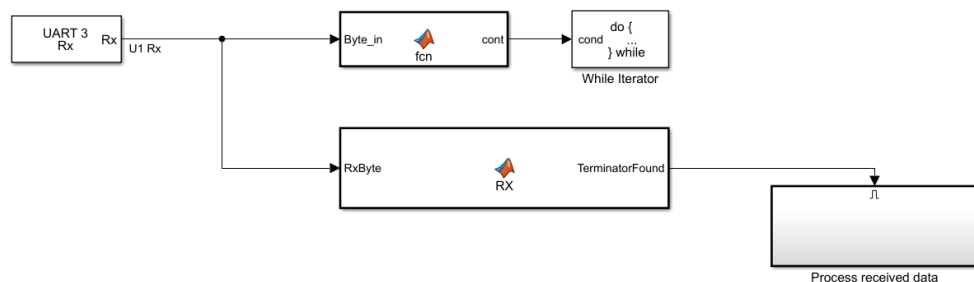 UART 3
Rx
Rx
U1 Rx
Byte_in
fcn
cont
cond
do {
...
} while
While Iterator
RxByte
RX
TerminatorFound
Process received data